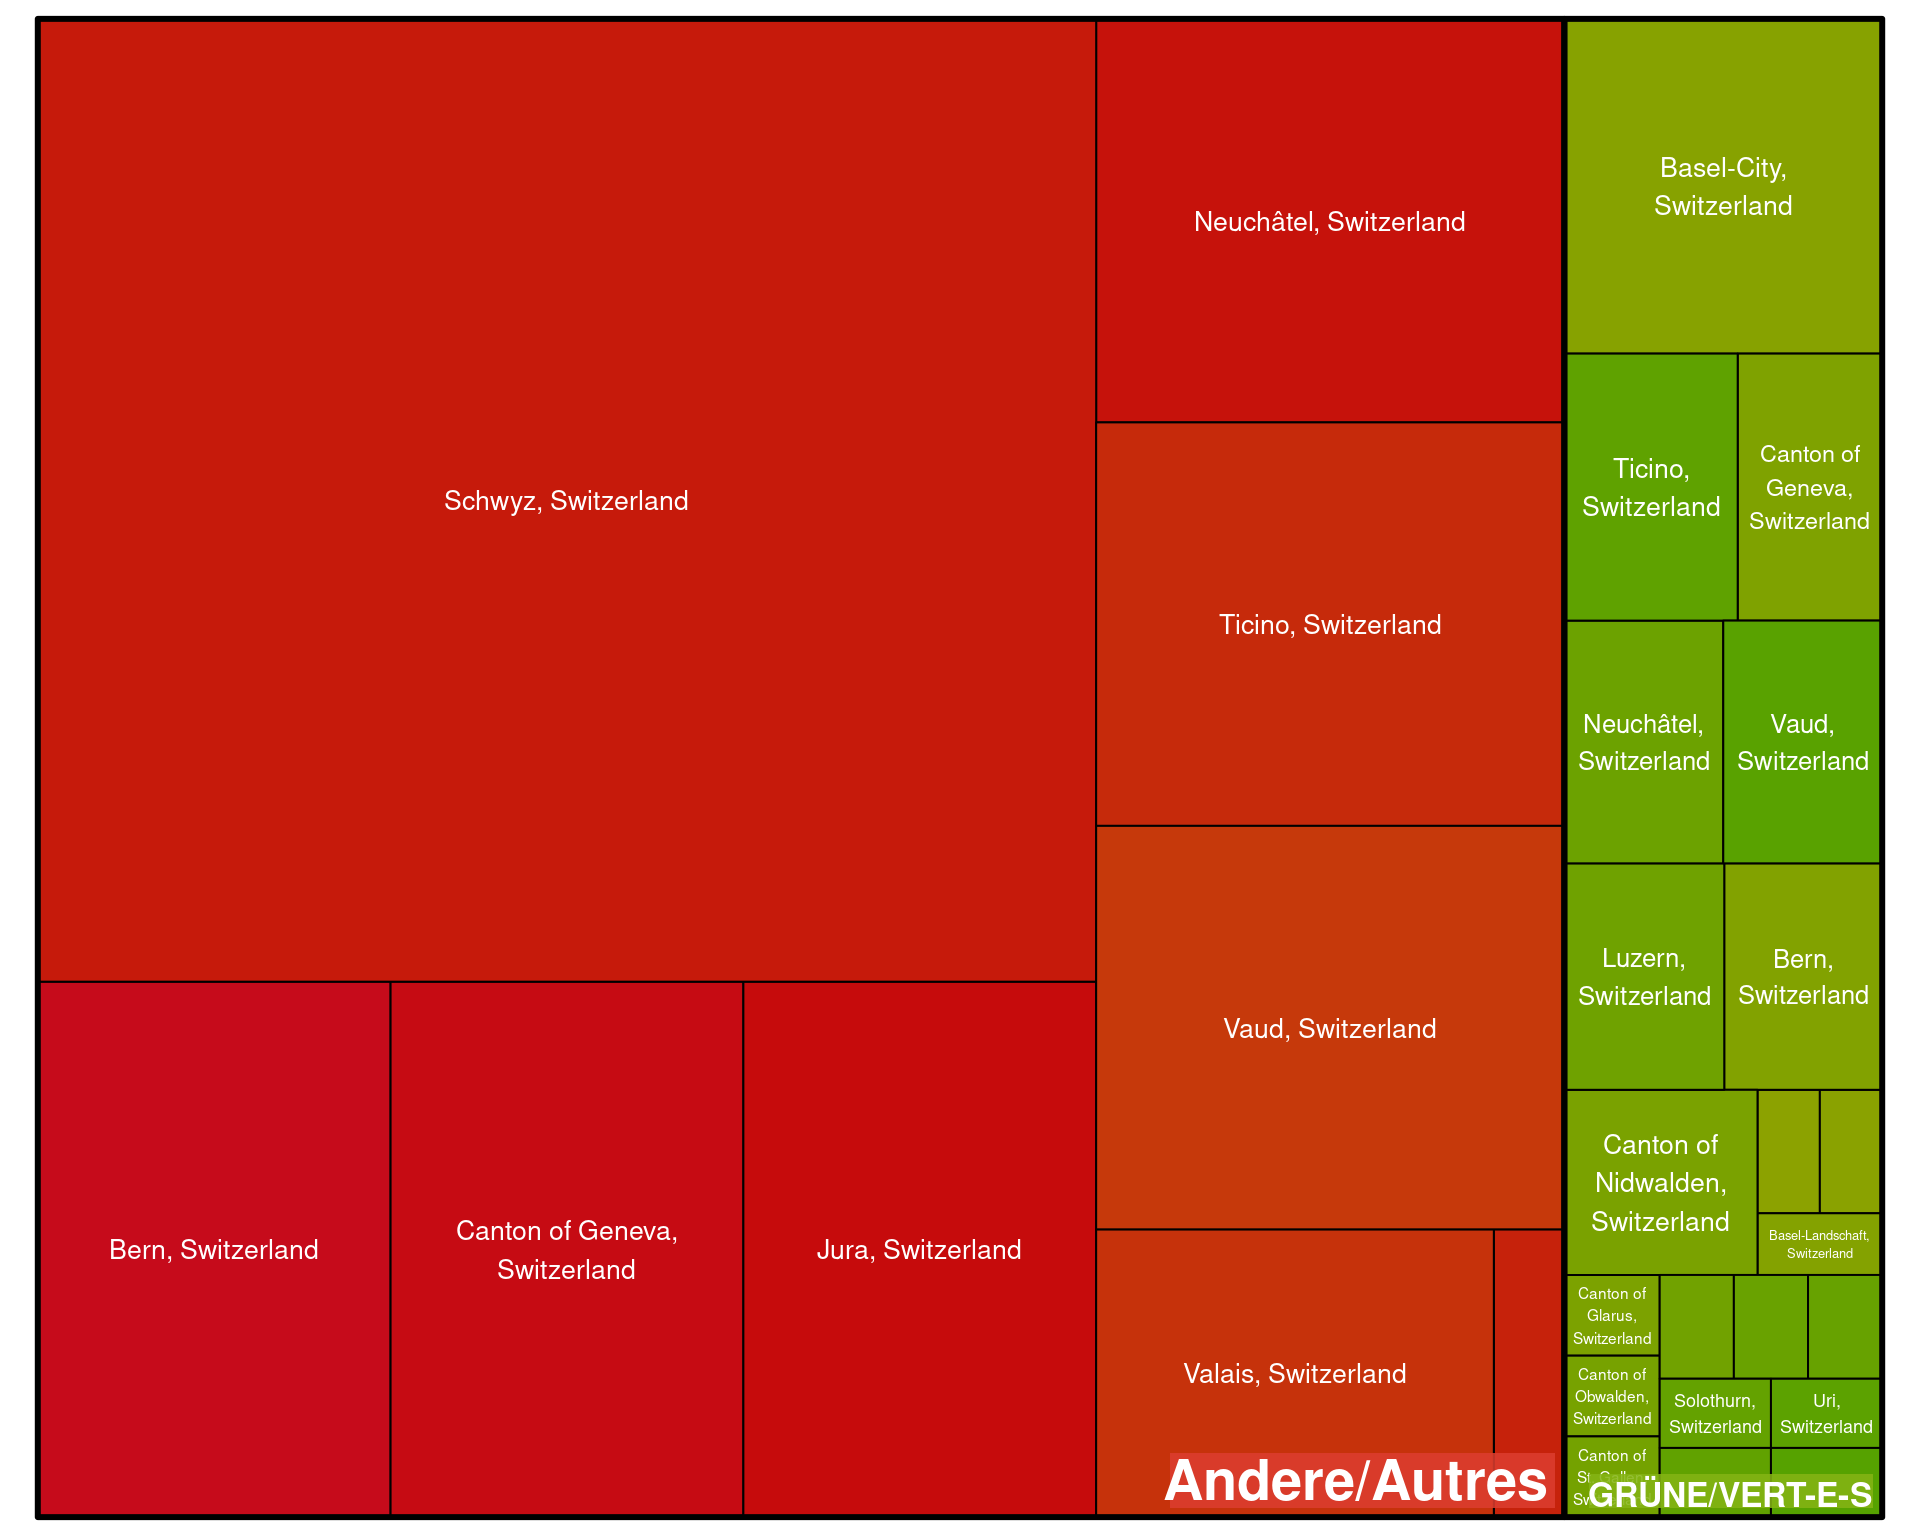 Schwyz, Switzerland
Bern, Switzerland
Canton of Geneva,
Switzerland
Jura, Switzerland
Neuchâtel, Switzerland
Ticino, Switzerland
Vaud, Switzerland
Valais, Switzerland
Andere/Autres
Basel-City,
Switzerland
Ticino,
Switzerland
Canton of
Geneva,
Switzerland
Neuchâtel,
Switzerland
Vaud,
Switzerland
Luzern,
Switzerland
Bern,
Switzerland
Canton of
Nidwalden,
Switzerland
Basel-Landschaft,
Switzerland
Canton of
Glarus,
Switzerland
Canton of
Obwalden,
Switzerland
Canton of
St. Gallen,
Solothurn,
Switzerland
Uri,
Switzerland
GRÜNE/VERT-E-S